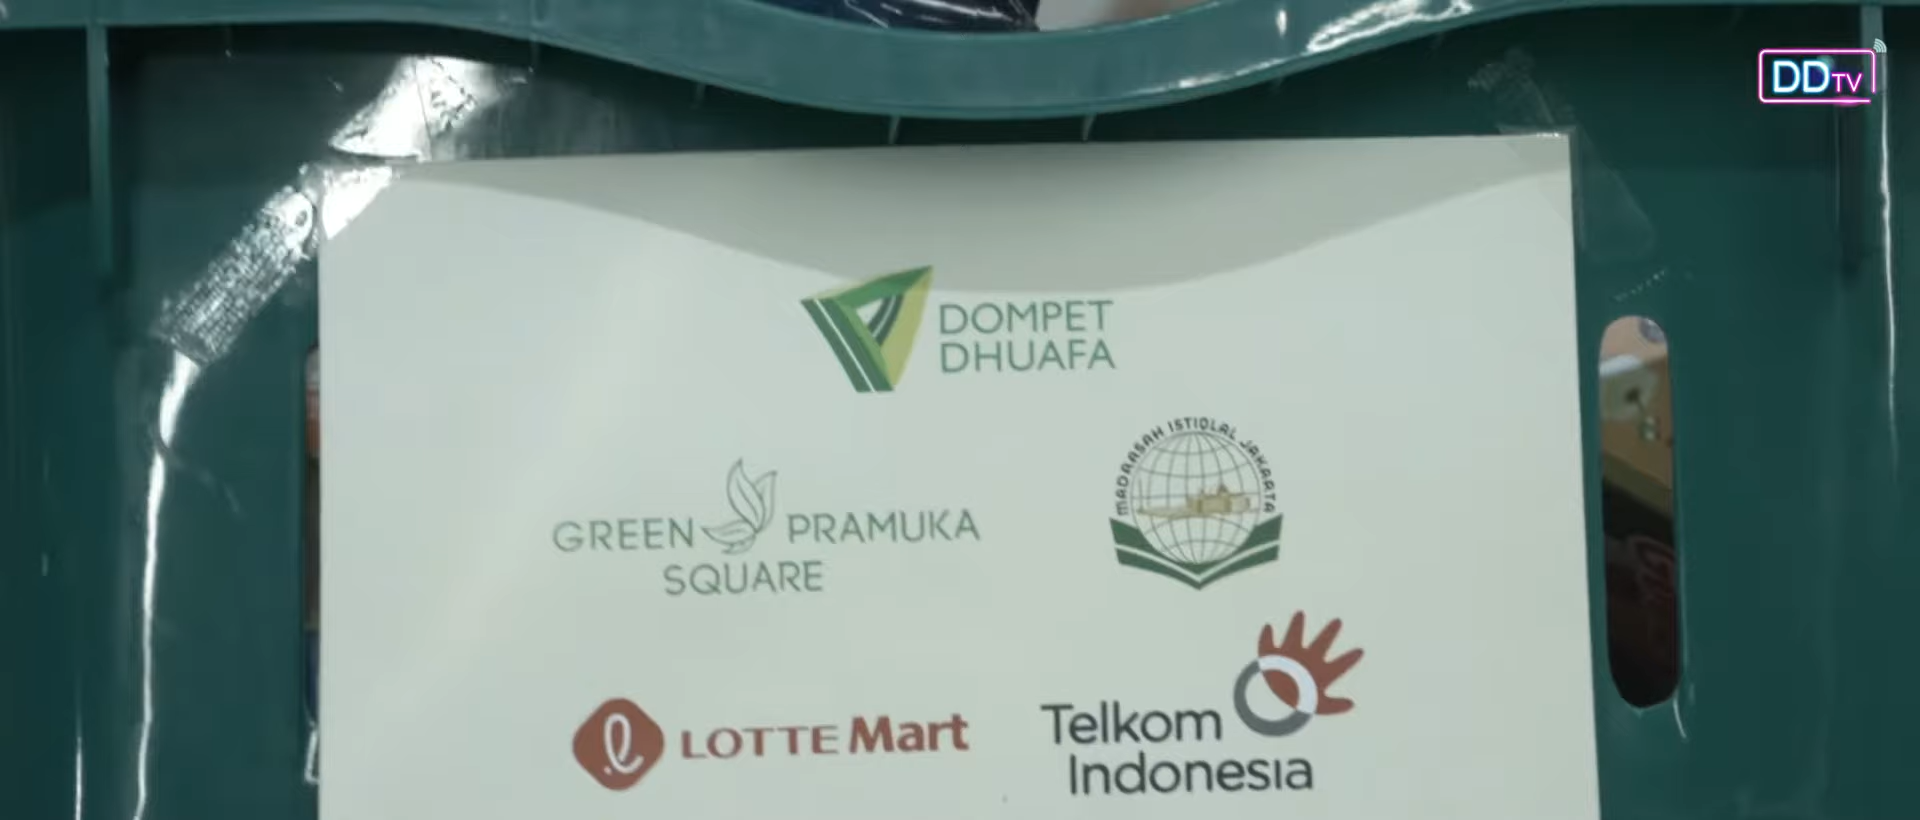 DDTV
DOMPET
DHUAFA
MADRASAH ISTIQLAL JAKARTA
GREEN PRAMUKA
SQUARE
LOTTE Mart
Telkom
Indonesia